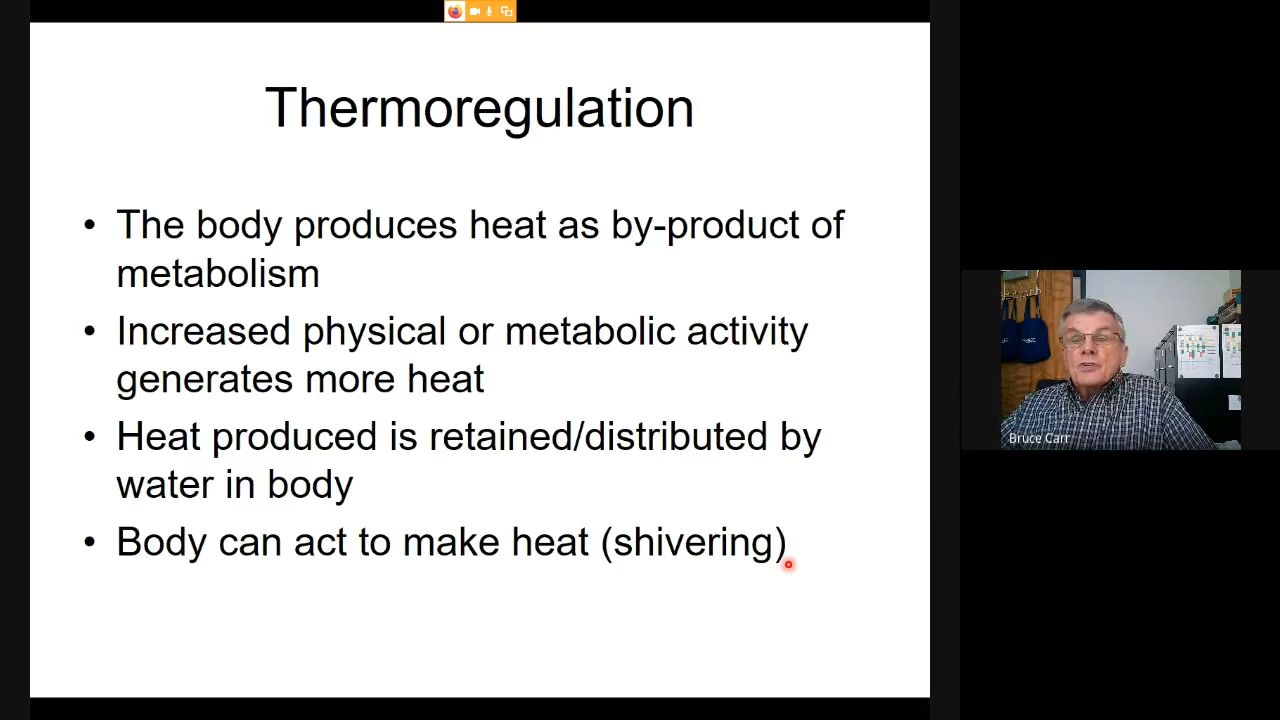 Thermoregulation
• The body produces heat as by-product of
metabolism
• Increased physical or metabolic activity
generates more heat
• Heat produced is retained/distributed by
water in body
• Body can act to make heat (shivering)
Bruce Carr